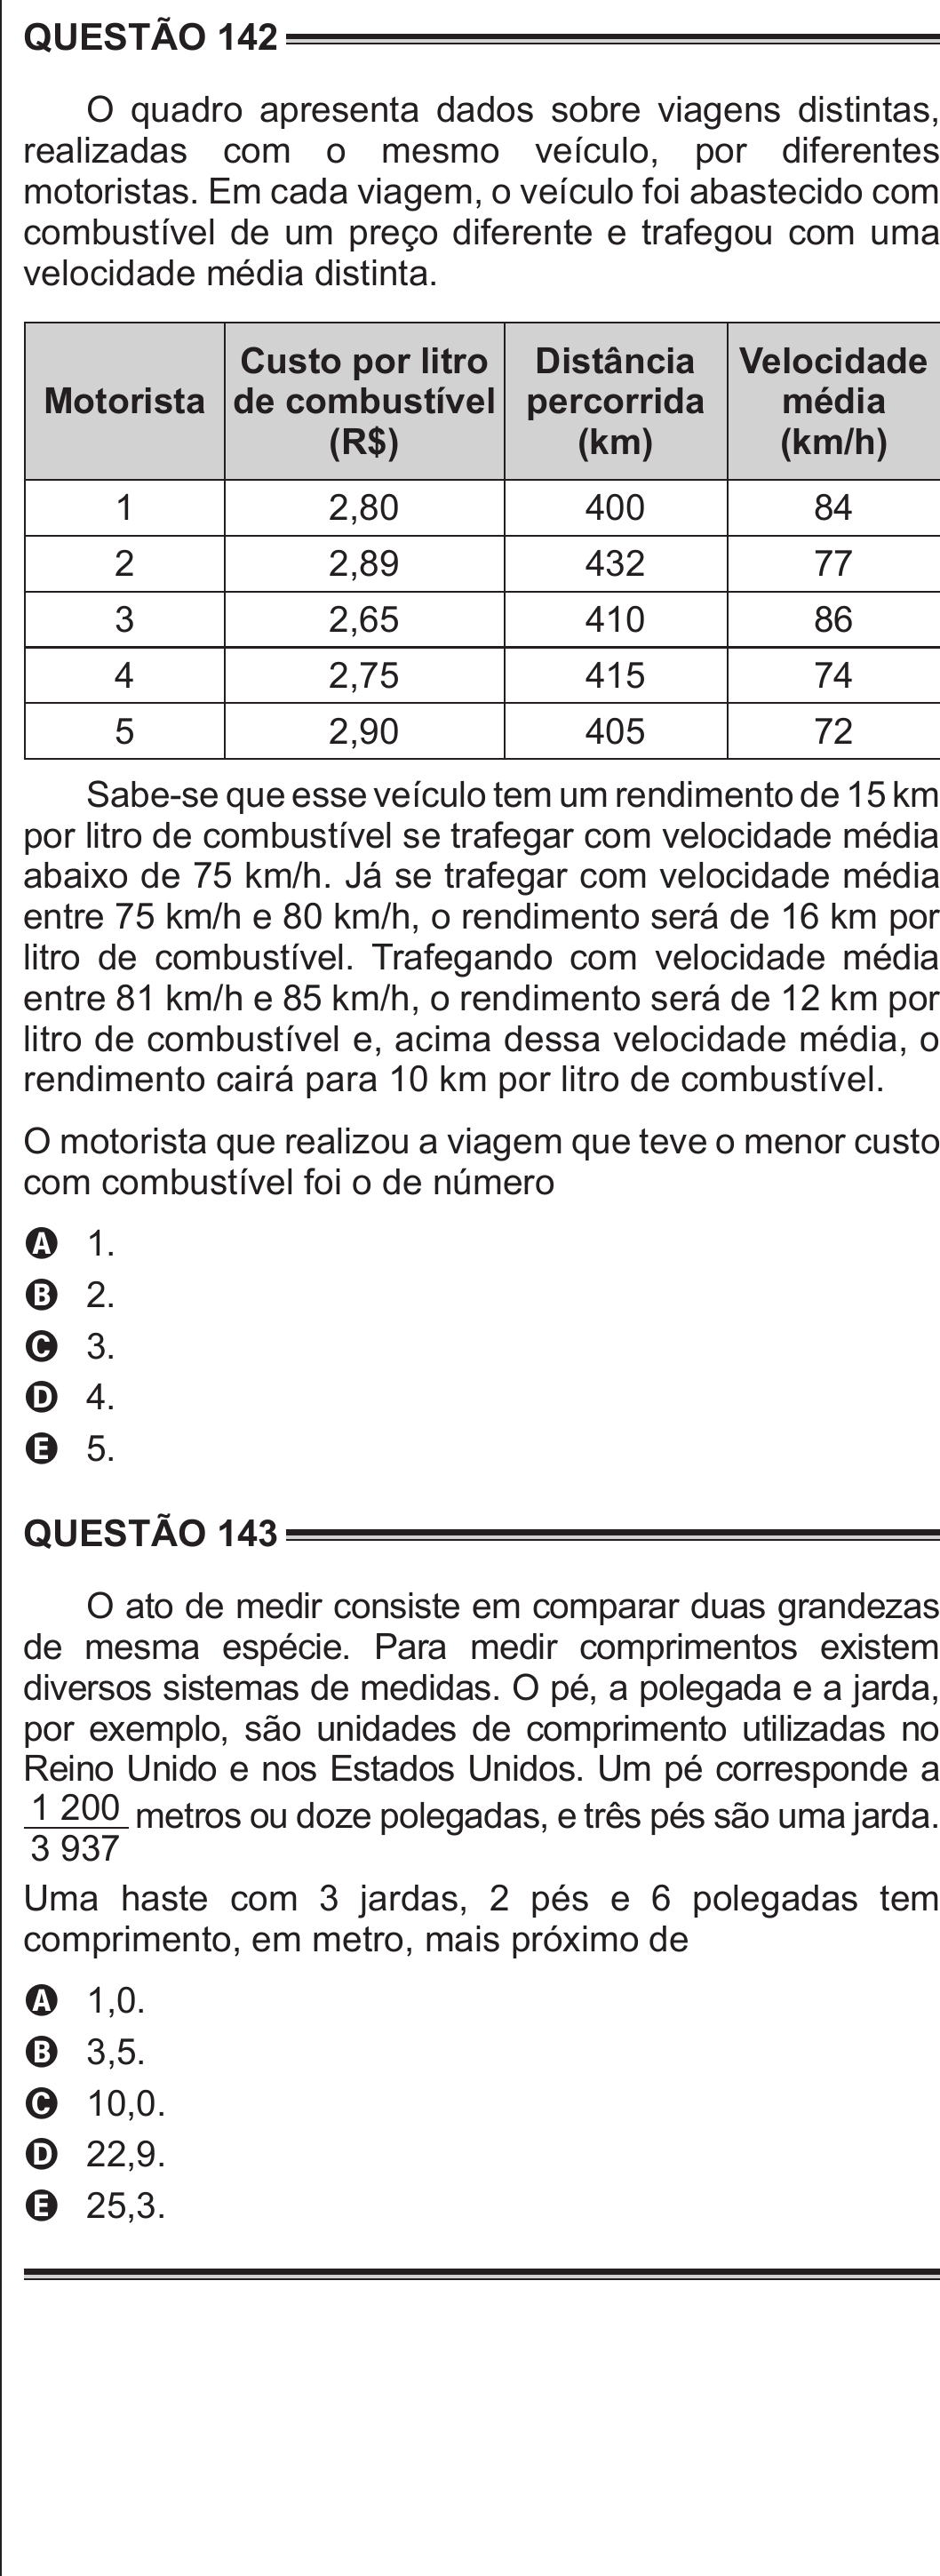 QUESTÃO 142
O quadro apresenta dados sobre viagens distintas,
realizadas com o mesmo veículo, por diferentes
motoristas. Em cada viagem, o veículo foi abastecido com
combustível de um preço diferente e trafegou com uma
velocidade média distinta.
Motorista Custo por litro de combustível (R$) Distância percorrida (km) Velocidade média (km/h)
1 2,80 400 84
2 2,89 432 77
3 2,65 410 86
4 2,75 415 74
5 2,90 405 72
Sabe-se que esse veículo tem um rendimento de 15 km
por litro de combustível se trafegar com velocidade média
abaixo de 75 km/h. Já se trafegar com velocidade média
entre 75 km/h e 80 km/h, o rendimento será de 16 km por
litro de combustível. Trafegando com velocidade média
entre 81 km/h e 85 km/h, o rendimento será de 12 km por
litro de combustível e, acima dessa velocidade média, o
rendimento cairá para 10 km por litro de combustível.
O motorista que realizou a viagem que teve o menor custo
com combustível foi o de número
A 1.
B 2.
C 3.
D 4.
E 5.
QUESTÃO 143
O ato de medir consiste em comparar duas grandezas
de mesma espécie. Para medir comprimentos existem
diversos sistemas de medidas. O pé, a polegada e a jarda,
por exemplo, são unidades de comprimento utilizadas no
Reino Unido e nos Estados Unidos. Um pé corresponde a
1 200
3 937 metros ou doze polegadas, e três pés são uma jarda.
Uma haste com 3 jardas, 2 pés e 6 polegadas tem
comprimento, em metro, mais próximo de
A 1,0.
B 3,5.
C 10,0.
D 22,9.
E 25,3.